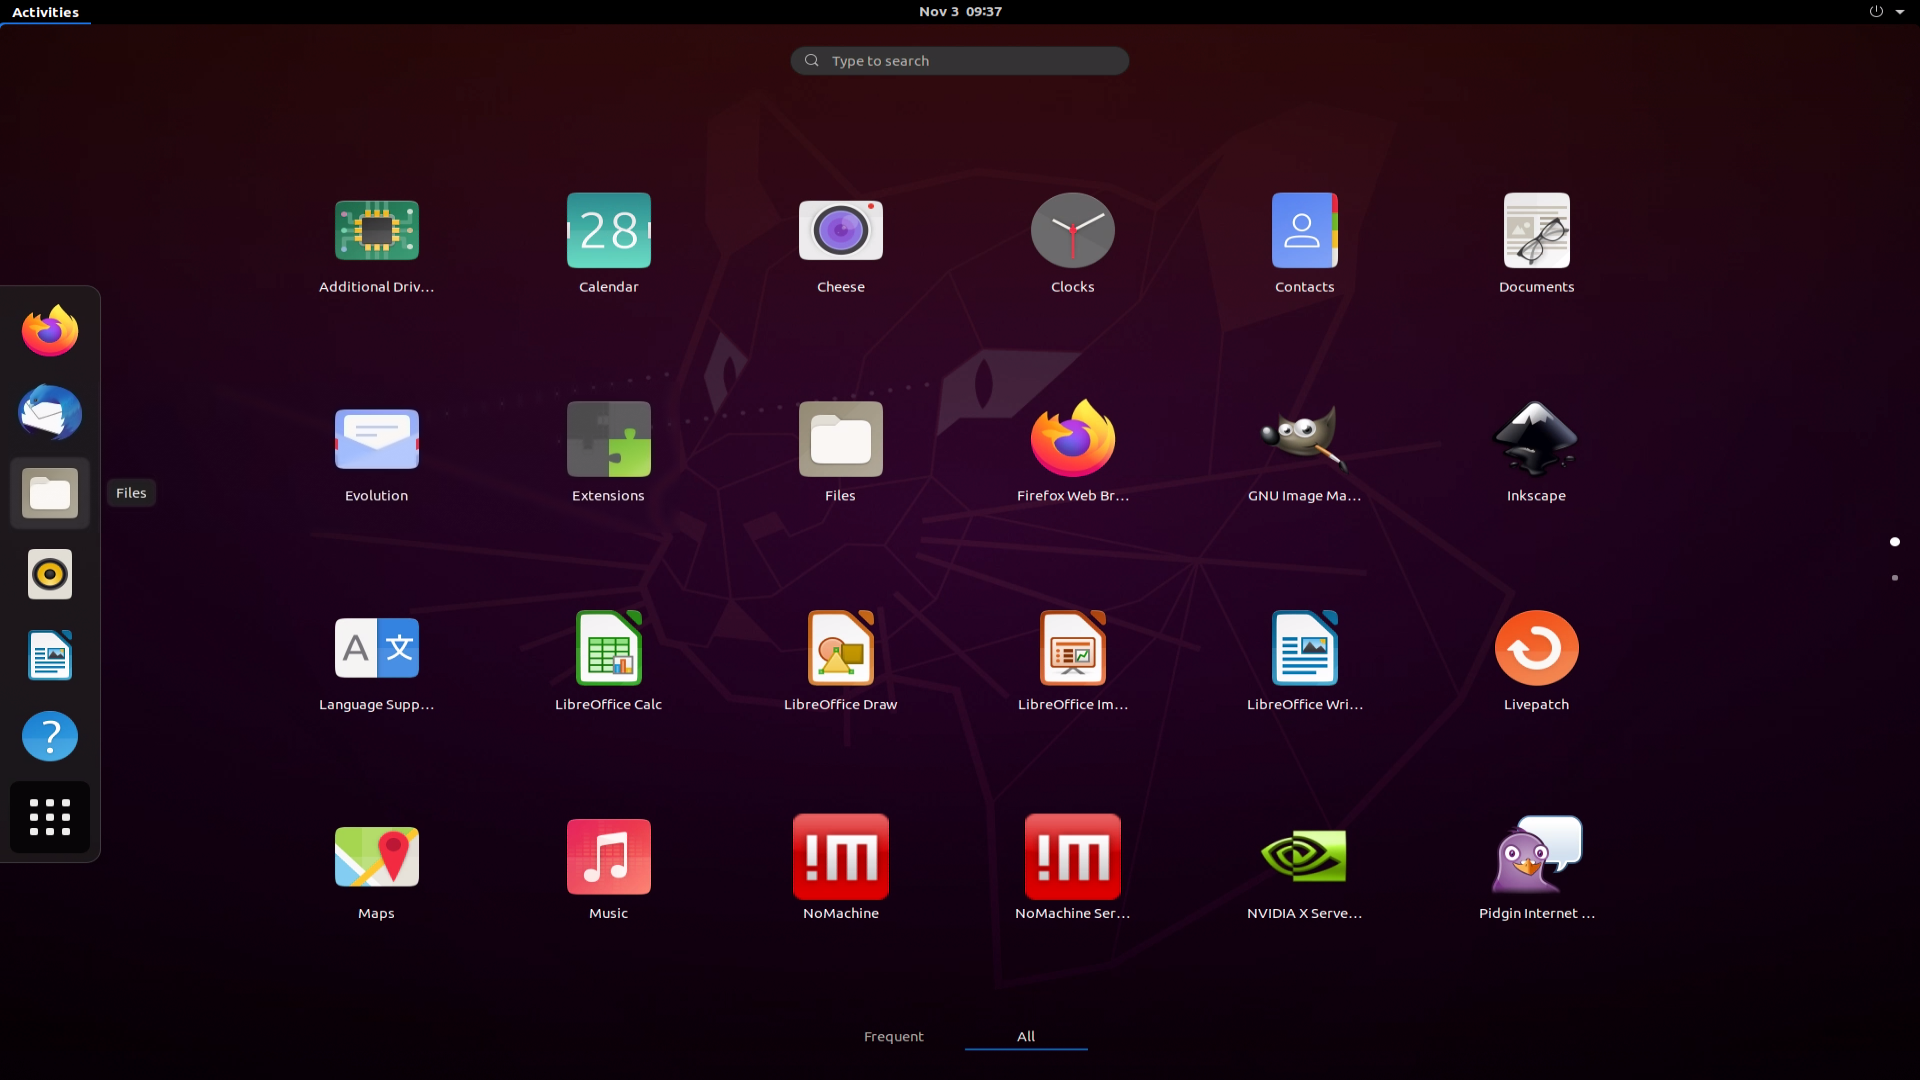 Activities
Nov 3 09:37
Type to search
28
Additional Driv...
Calendar
Cheese
Clocks
Contacts
Documents
Evolution
Extensions
Files
Firefox Web Br...
GNU Image Ma...
Inkscape
Files
A 文
Language Supp...
LibreOffice Calc
LibreOffice Draw
LibreOffice Im...
LibreOffice Wri...
Livepatch
?
!M
!M
Maps
Music
NoMachine
NoMachine Ser...
NVIDIA X Serve...
Pidgin Internet ...
Frequent
All